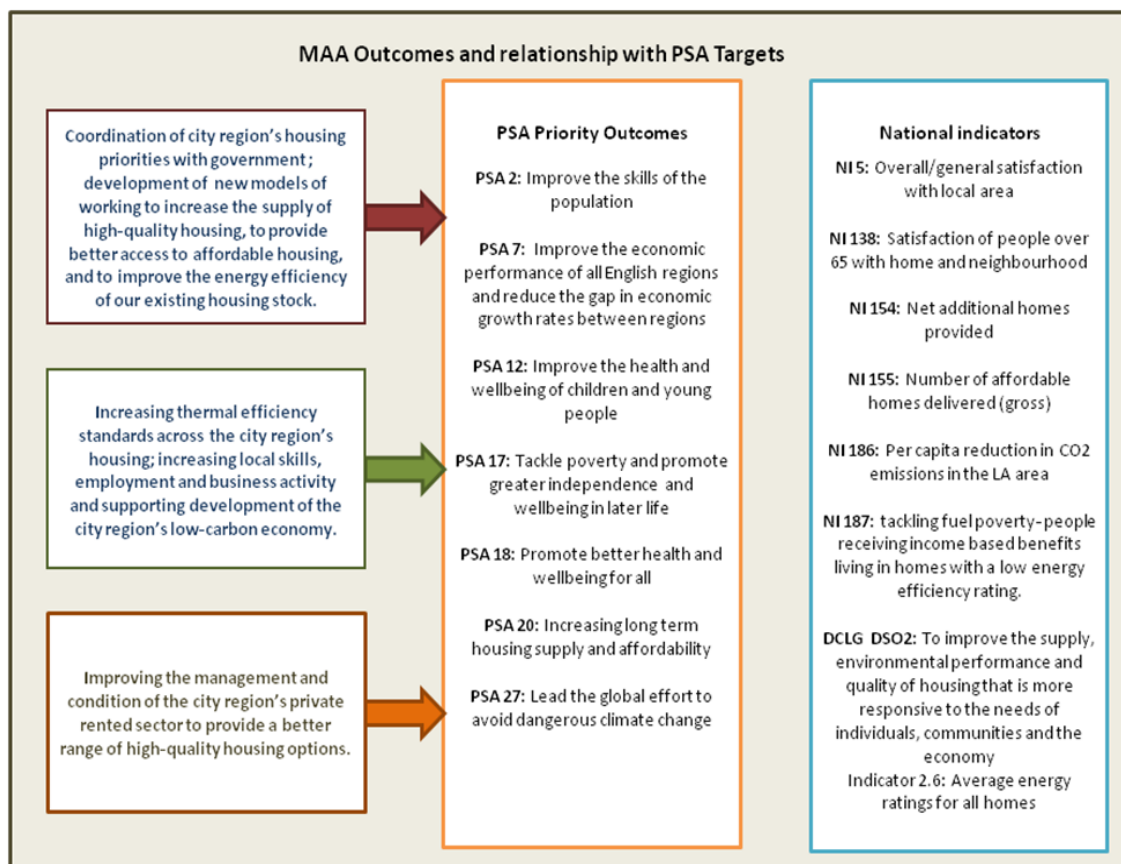 MAA Outcomes and relationship with PSA Targets
Coordination of city region's housing
priorities with government;
development of new models of
working to increase the supply of
high-quality housing, to provide
better access to affordable housing,
and to improve the energy efficiency
of our existing housing stock.
Increasing thermal efficiency
standards across the city region's
housing; increasing local skills,
employment and business activity
and supporting development of the
city region's low-carbon economy.
Improving the management and
condition of the city region's private
rented sector to provide a better
range of high-quality housing options.
PSA Priority Outcomes
PSA 2: Improve the skills of the
population
PSA 7: Improve the economic
performance of all English regions
and reduce the gap in economic
growth rates between regions
PSA 12: Improve the health and
wellbeing of children and young
people
PSA 17: Tackle poverty and promote
greater independence and
wellbeing in later life
PSA 18: Promote better health and
wellbeing for all
PSA 20: Increasing long term
housing supply and affordability
PSA 27: Lead the global effort to
avoid dangerous climate change
National indicators
NI 5: Overall/general satisfaction
with local area
NI 138: Satisfaction of people over
65 with home and neighbourhood
NI 154: Net additional homes
provided
NI 155: Number of affordable
homes delivered (gross)
NI 186: Per capita reduction in CO2
emissions in the LA area
NI 187: tackling fuel poverty- people
receiving income based benefits
living in homes with a low energy
efficiency rating.
DCLG DSO2: To improve the supply,
environmental performance and
quality of housing that is more
responsive to the needs of
individuals, communities and the
economy
Indicator 2.6: Average energy
ratings for all homes